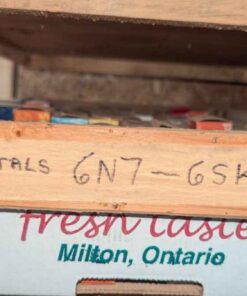 TALS 6N7-6SK
fresh taste
Milton, Ontario